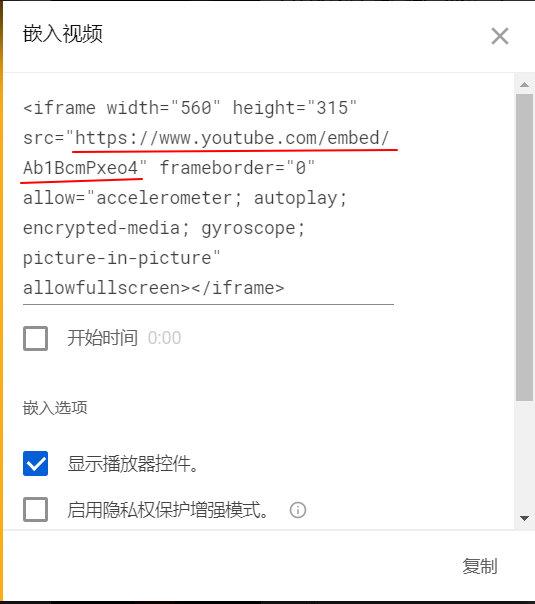 嵌入视频
<iframe width="560" height="315"
src="https://www.youtube.com/embed/
Ab1BcmPxeo4" frameborder="0"
allow="accelerometer; autoplay;
encrypted-media; gyroscope;
picture-in-picture"
allowfullscreen></iframe>
开始时间 0:00
嵌入选项
显示播放器控件。
启用隐私权保护增强模式。
复制